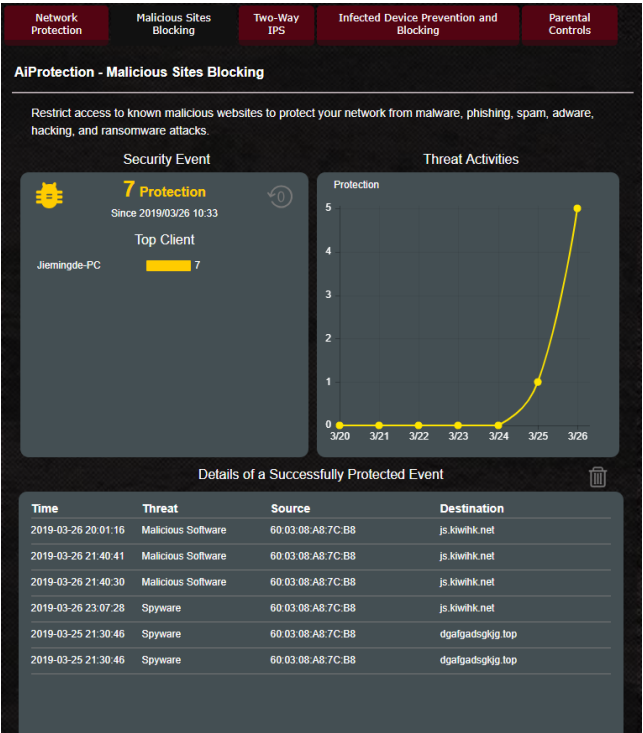 Network Protection
Malicious Sites Blocking
Two-Way IPS
Infected Device Prevention and Blocking
Parental Controls
AiProtection - Malicious Sites Blocking
Restrict access to known malicious websites to protect your network from malware, phishing, spam, adware,
hacking, and ransomware attacks.
Security Event
7 Protection
0
Since 2019/03/26 10:33
Top Client
Jiemingde-PC 7
Threat Activities
Protection
5
4
3
2
1
0
3/20 3/21 3/22 3/23 3/24 3/25 3/26
Details of a Successfully Protected Event
Time Threat Source Destination
2019-03-26 20:01:16 Malicious Software 60:03:08:A8:7C:B8 js.kiwihk.net
2019-03-26 21:40:41 Malicious Software 60:03:08:A8:7C:B8 js.kiwihk.net
2019-03-26 21:40:30 Malicious Software 60:03:08:A8:7C:B8 js.kiwihk.net
2019-03-26 23:07:28 Spyware 60:03:08:A8:7C:B8 js.kiwihk.net
2019-03-25 21:30:46 Spyware 60:03:08:A8:7C:B8 dgafgadsgkjg.top
2019-03-25 21:30:46 Spyware 60:03:08:A8:7C:B8 dgafgadsgkjg.top